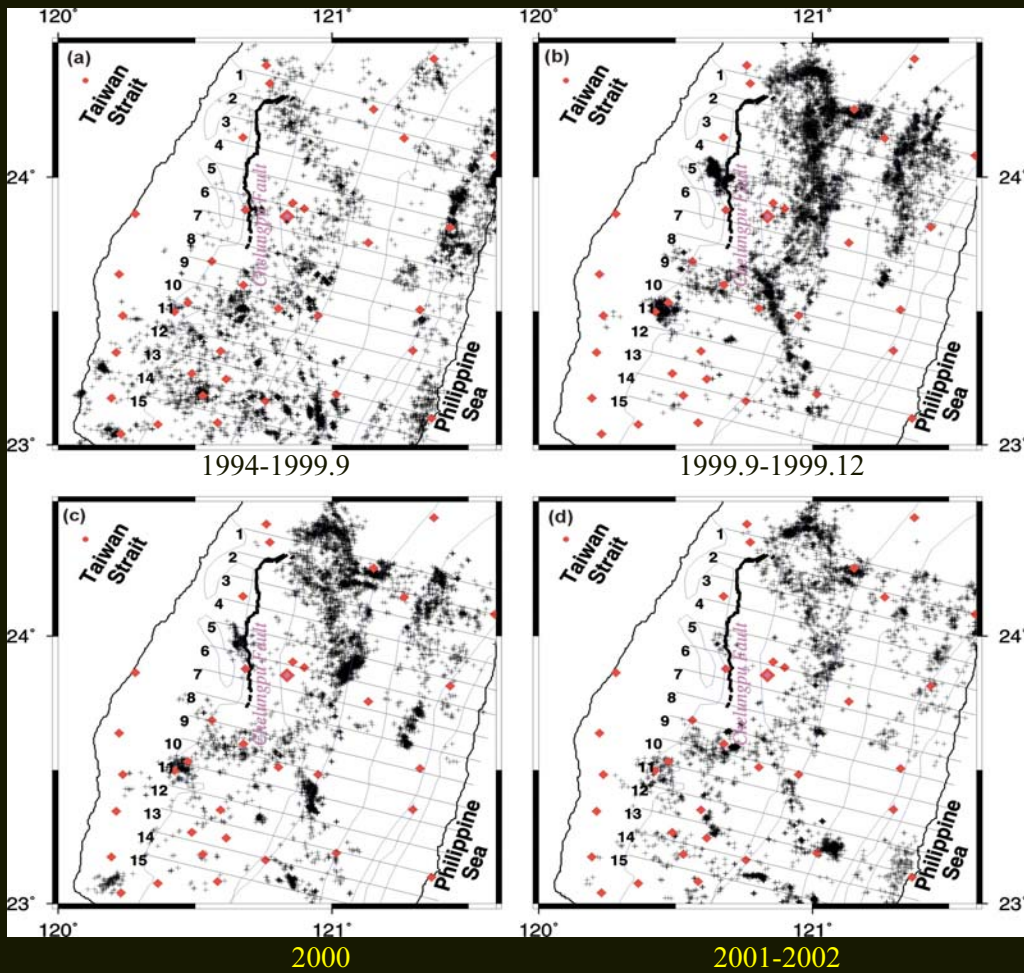 120° 121° 120° 121°
(a)
Taiwan
Strait
1
2
3
4
5
6
7
8
9
10
11
12
13
14
15
Chelungpu Fault
Philippine
Sea
24°
23°
1994-1999.9
(b)
Taiwan
Strait
1
2
3
4
5
6
7
8
9
10
11
12
13
14
15
Chelungpu Fault
Philippine
Sea
24°
23°
1999.9-1999.12
(c)
Taiwan
Strait
1
2
3
4
5
6
7
8
9
10
11
12
13
14
15
Chelungpu Fault
Philippine
Sea
24°
23°
120° 121°
2000
(d)
Taiwan
Strait
1
2
3
4
5
6
7
8
9
10
11
12
13
14
15
Chelungpu Fault
Philippine
Sea
24°
23°
120° 121°
2001-2002